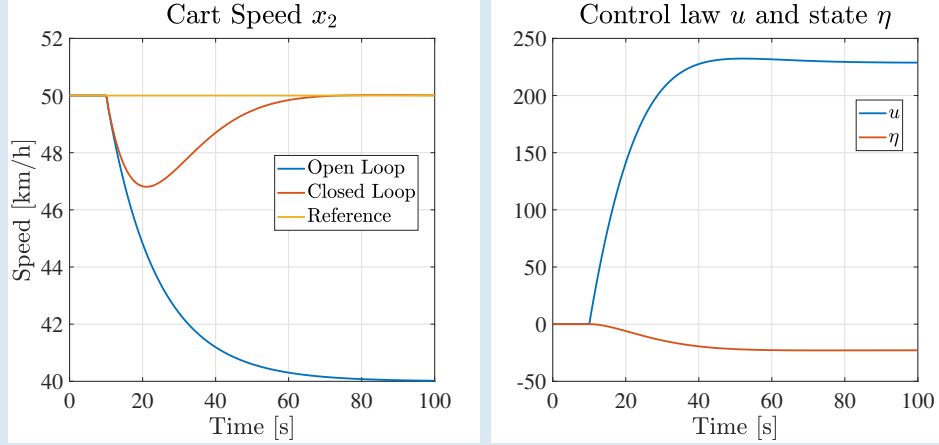 Cart Speed x₂
52
50
48
46
44
42
40
0 20 40 60 80 100
Speed [km/h]
Time [s]
Open Loop
Closed Loop
Reference
Control law u and state η
250
200
150
100
50
0
-50
0 20 40 60 80 100
Time [s]
u
η